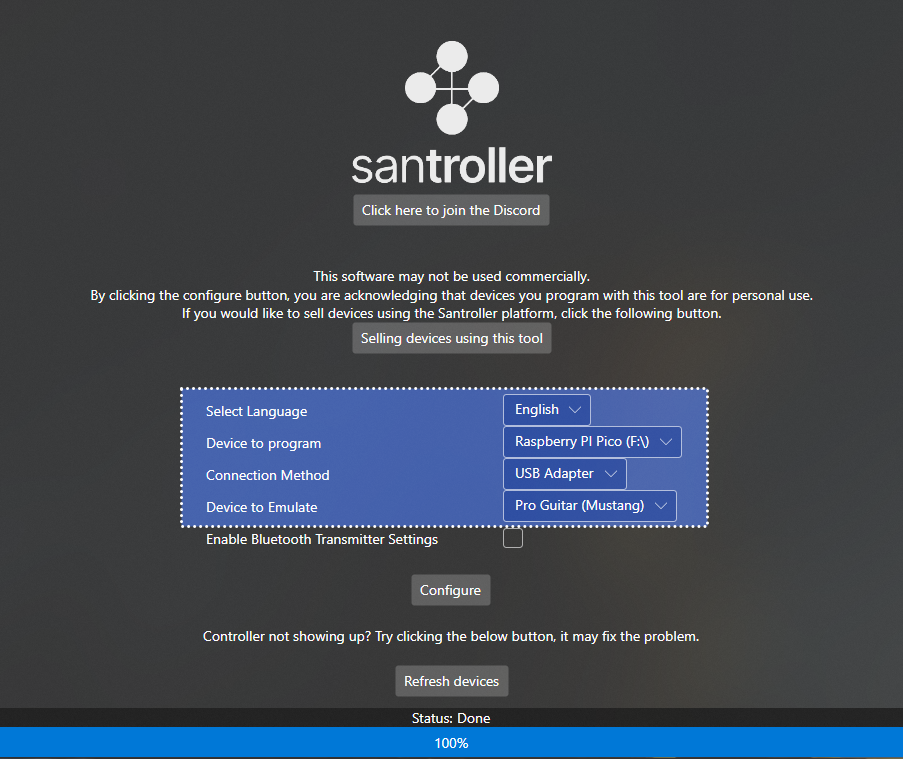 santroller
Click here to join the Discord
This software may not be used commercially.
By clicking the configure button, you are acknowledging that devices you program with this tool are for personal use.
If you would like to sell devices using the Santroller platform, click the following button.
Selling devices using this tool
Select Language English
Device to program Raspberry PI Pico (F:\)
Connection Method USB Adapter
Device to Emulate Pro Guitar (Mustang)
Enable Bluetooth Transmitter Settings
Configure
Controller not showing up? Try clicking the below button, it may fix the problem.
Refresh devices
Status: Done
100%